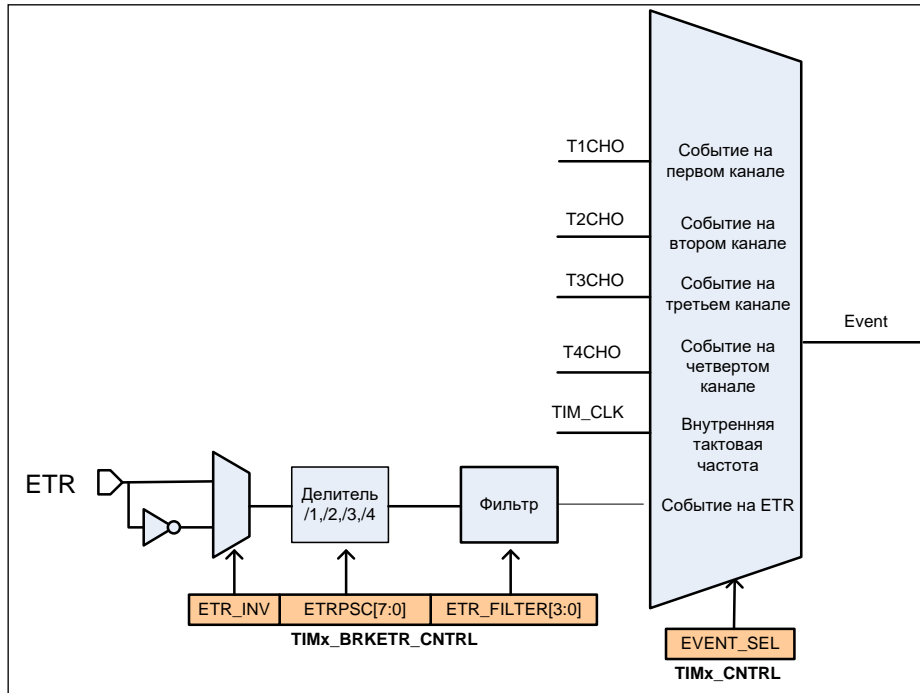 T1CHO
Событие на
первом канале
T2CHO
Событие на
втором канале
T3CHO
Событие на
третьем канале
Event
T4CHO
Событие на
четвертом
канале
TIM_CLK
Внутренняя
тактовая
частота
ETR
Делитель
/1,/2,/3,/4
Фильтр
Событие на ETR
ETR_INV
ETRPSC[7:0]
ETR_FILTER[3:0]
TIMx_BRKETR_CNTRL
EVENT_SEL
TIMx_CNTRL